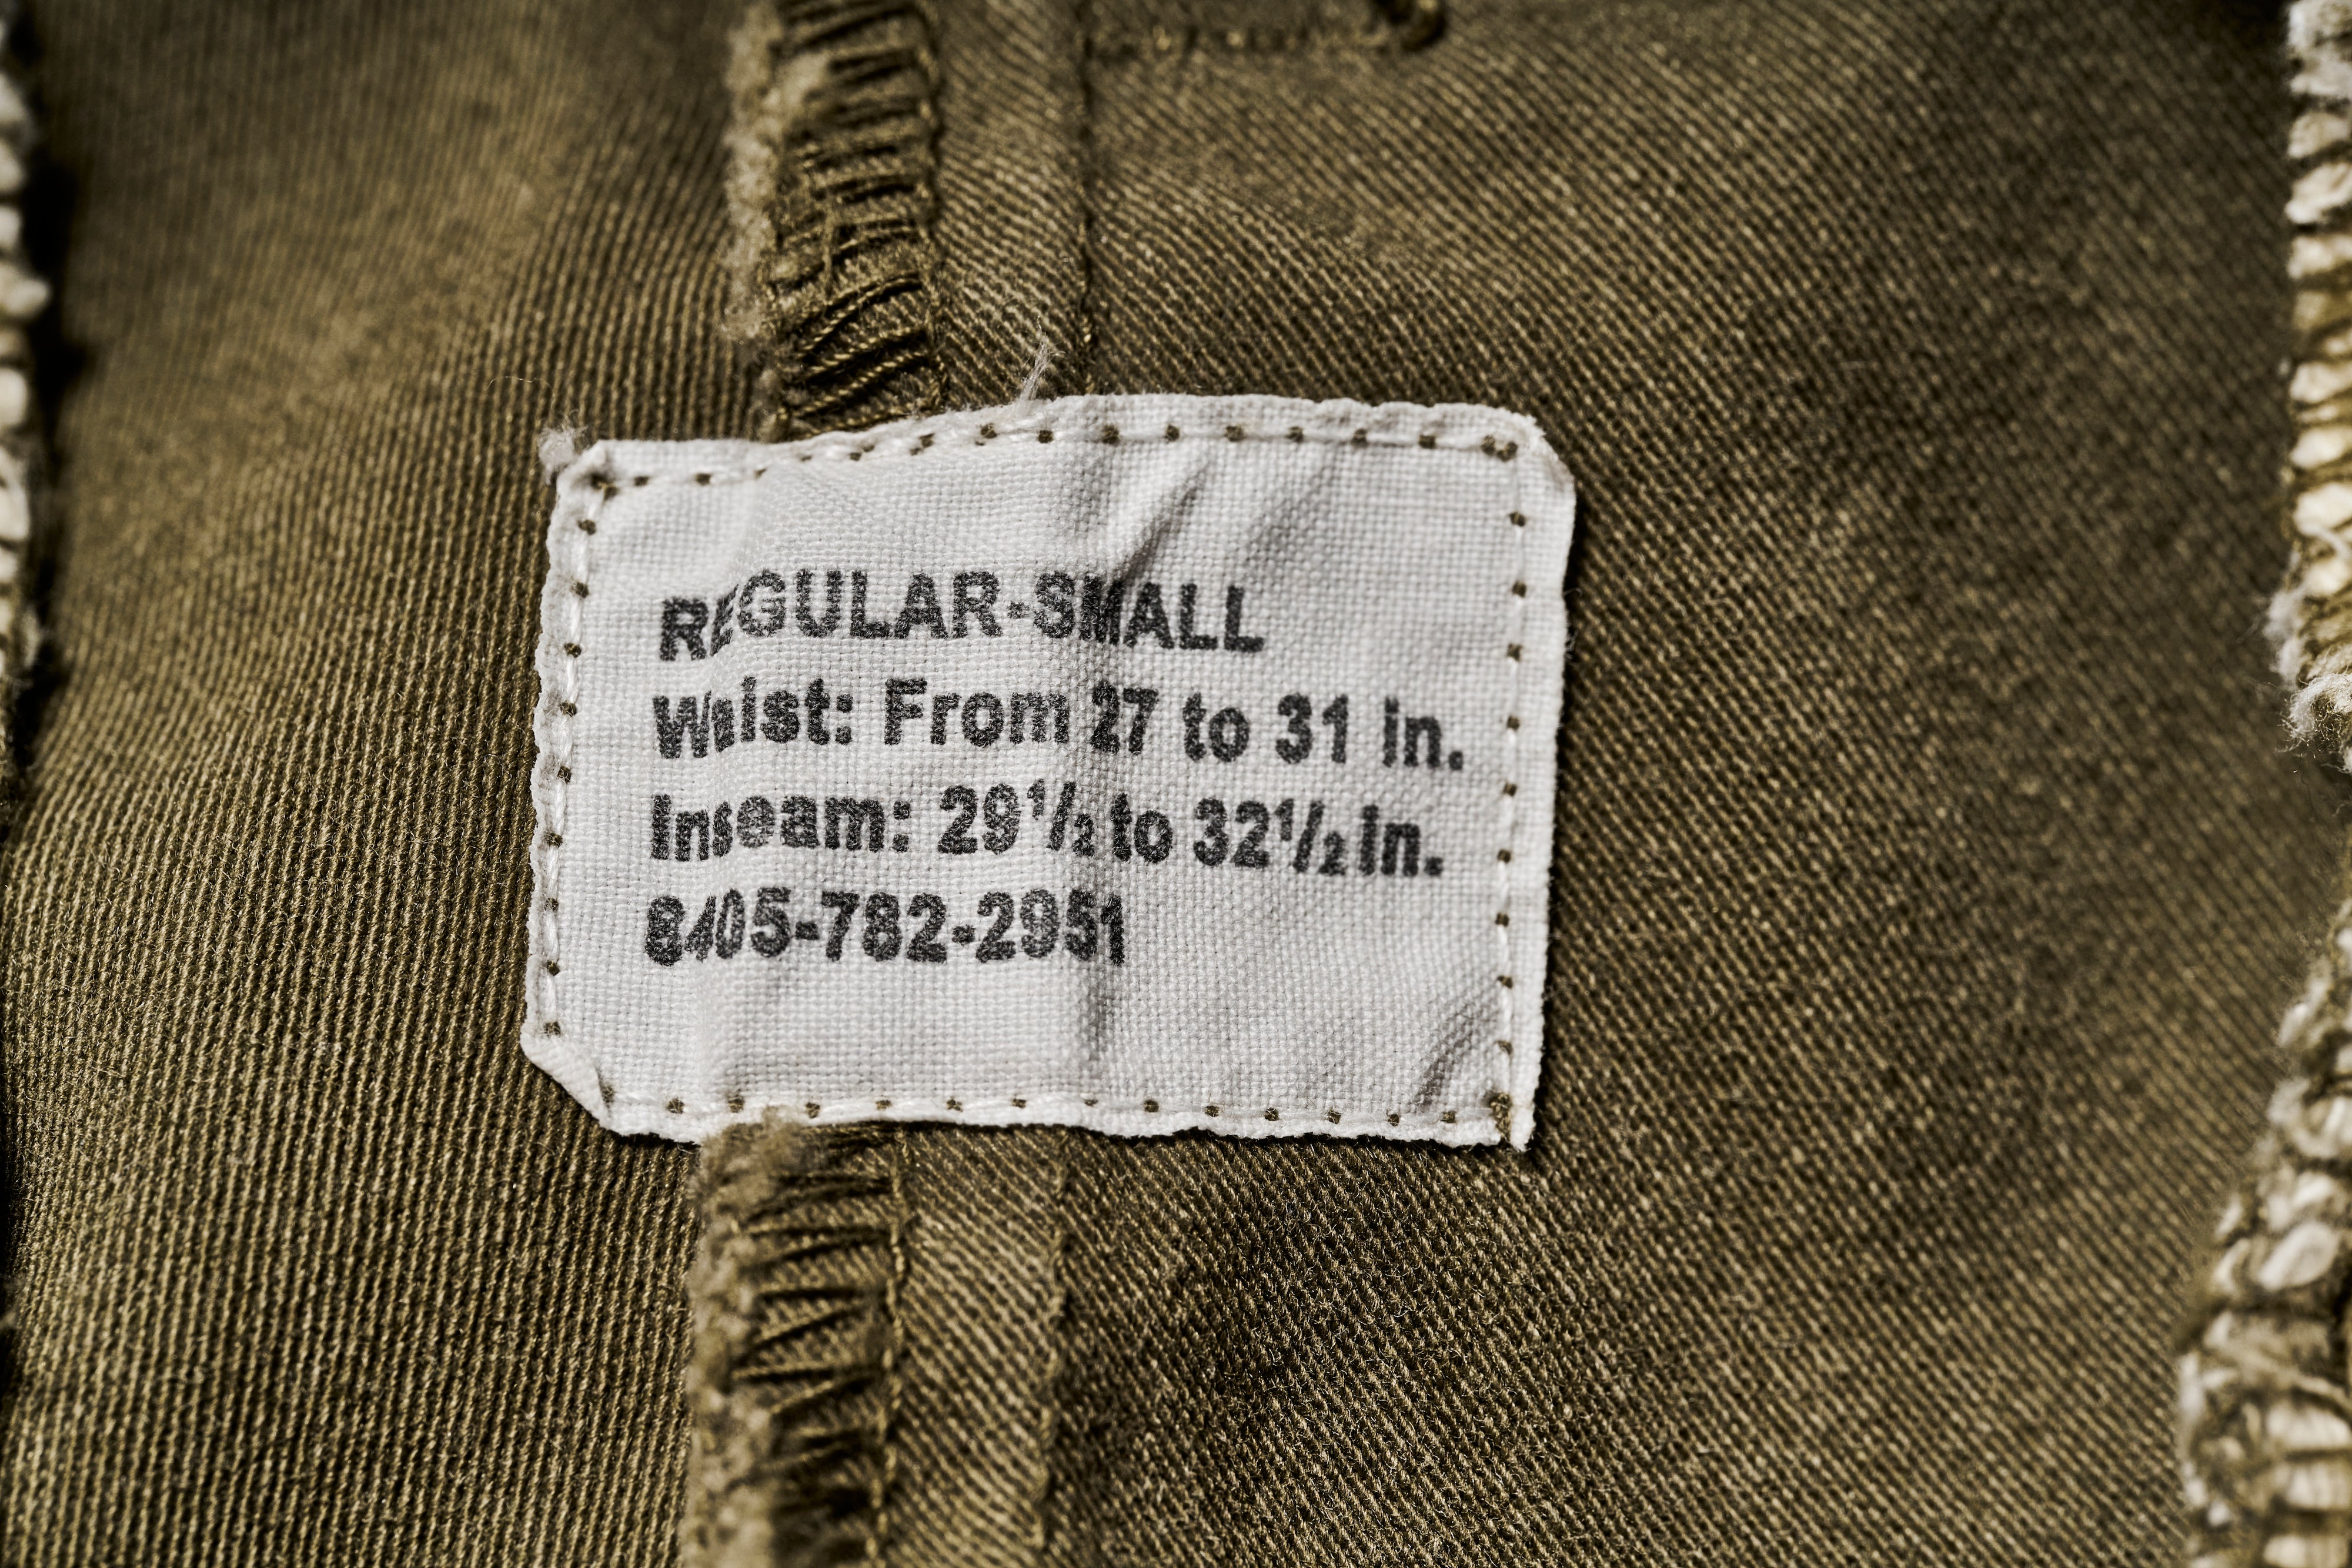 REGULAR-SMALL
Waist: From 27 to 31 in.
Inseam: 29½ to 32½ in.
8405-782-2951